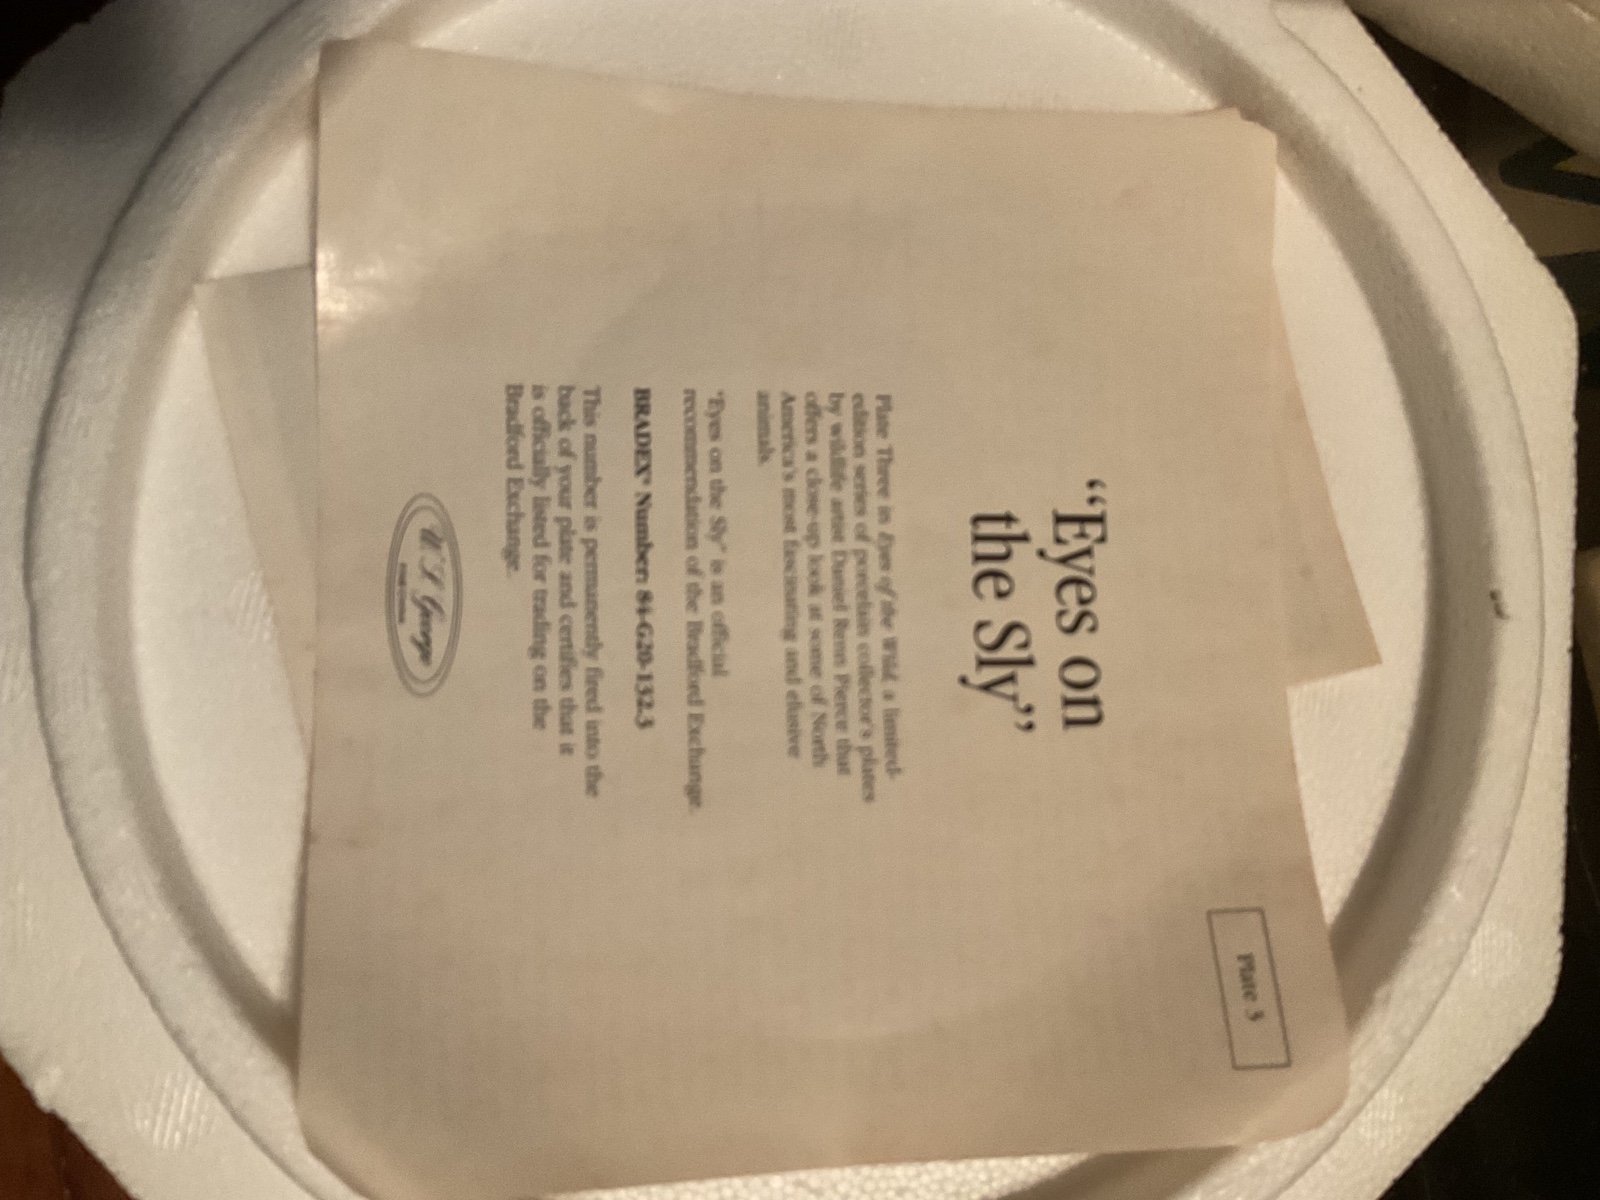 Plate 3
“Eyes on
the Sly”
Plate Three in Eyes of the Wild, a limited-
edition series of porcelain collector's plates
by wildlife artist Daniel Renn Pierce that
offers a close-up look at some of North
America's most fascinating and elusive
animals.
"Eyes on the Sly" is an official
recommendation of the Bradford Exchange.
BRADEX® Number: 84-G20-132.3
This number is permanently fired into the
back of your plate and certifies that it
is officially listed for trading on the
Bradford Exchange.
W. S. George